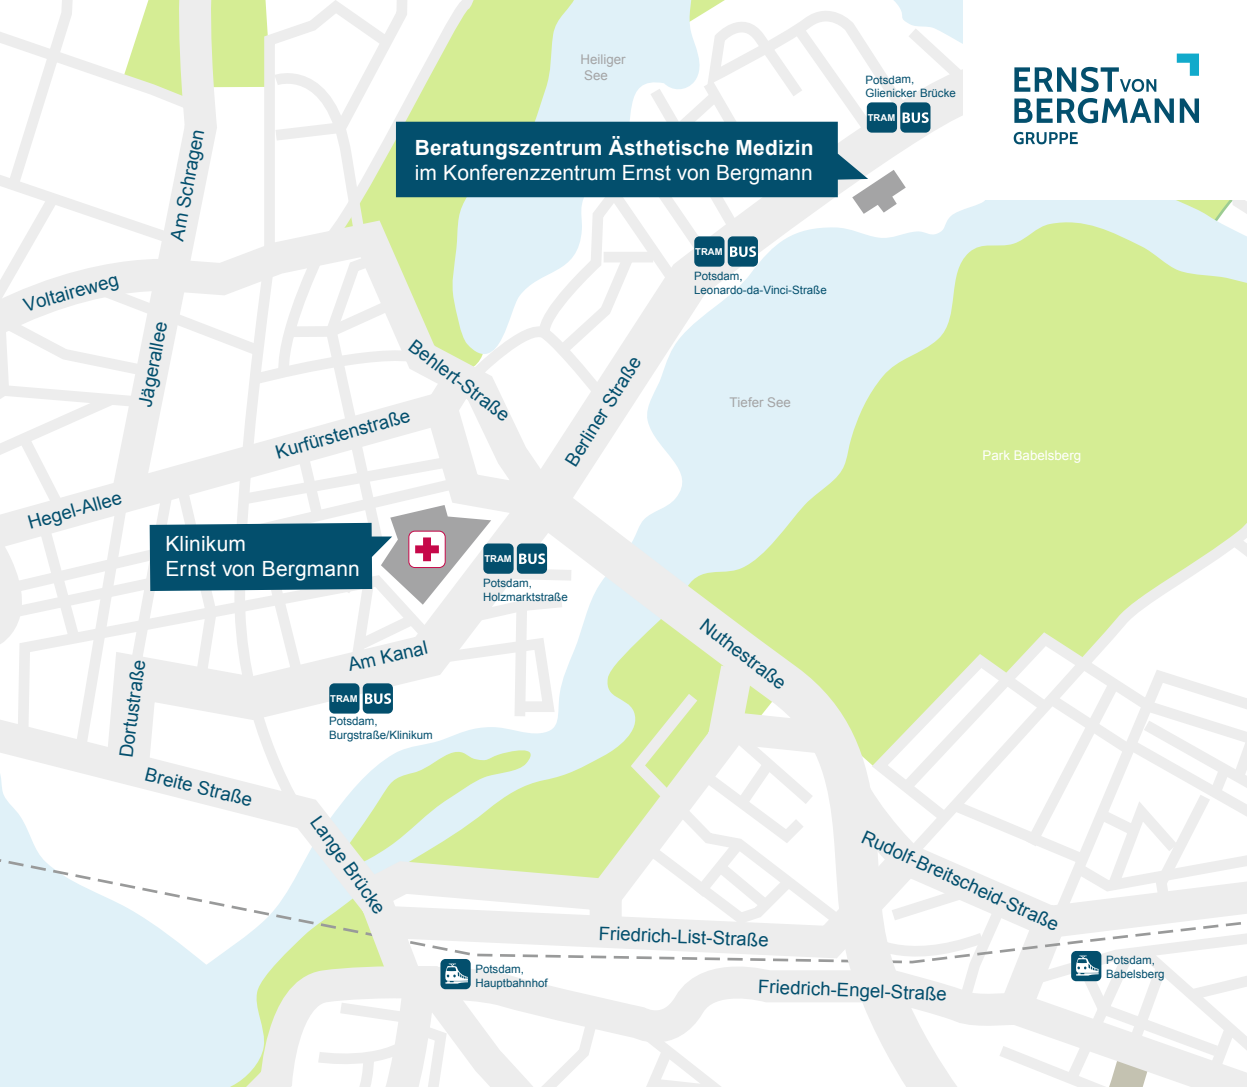 Heiliger
See
Potsdam,
Glienicker Brücke
TRAM BUS
ERNST VON
BERGMANN
GRUPPE
Beratungszentrum Ästhetische Medizin
im Konferenzzentrum Ernst von Bergmann
Am Schragen
TRAM BUS
Potsdam,
Leonardo-da-Vinci-Straße
Voltaireweg
Jägerallee
Behlert-Straße
Berliner Straße
Tiefer See
Kurfürstenstraße
Park Babelsberg
Hegel-Allee
Klinikum
Ernst von Bergmann
TRAM BUS
Potsdam,
Holzmarktstraße
Nuthestraße
Am Kanal
Dortustraße
TRAM BUS
Potsdam,
Burgstraße/Klinikum
Breite Straße
Lange Brücke
Rudolf-Breitscheid-Straße
Friedrich-List-Straße
Potsdam,
Hauptbahnhof
Potsdam,
Babelsberg
Friedrich-Engel-Straße